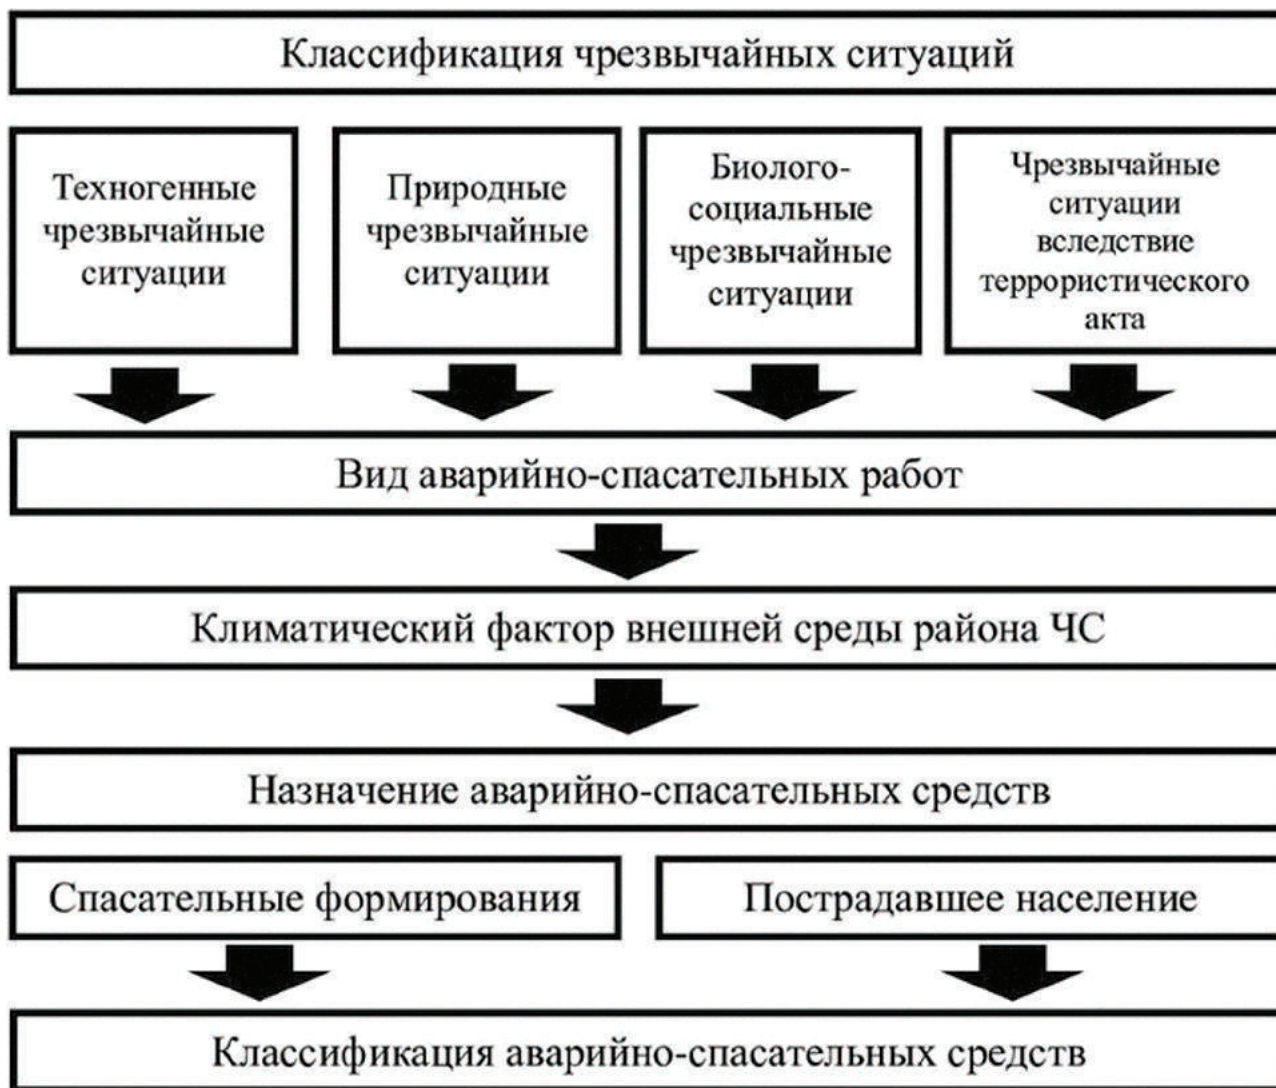 Классификация чрезвычайных ситуаций
Техногенные
чрезвычайные
ситуации
Природные
чрезвычайные
ситуации
Биолого-
социальные
чрезвычайные
ситуации
Чрезвычайные
ситуации
вследствие
террористического
акта
Вид аварийно-спасательных работ
Климатический фактор внешней среды района ЧС
Назначение аварийно-спасательных средств
Спасательные формирования
Пострадавшее население
Классификация аварийно-спасательных средств